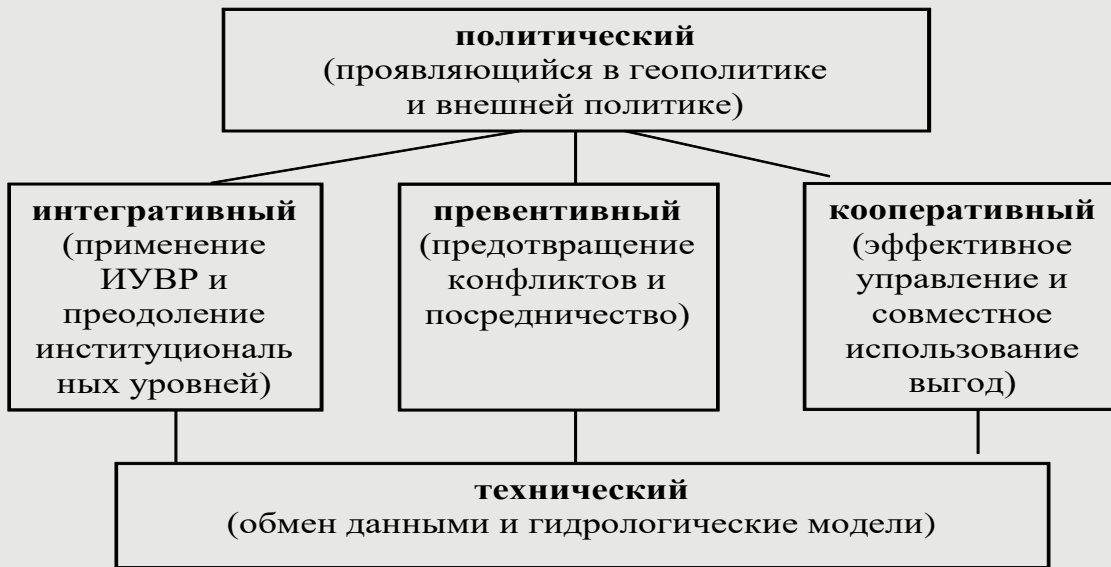 политический
(проявляющийся в геополитике
и внешней политике)
интегративный
(применение
ИУВР и
преодоление
институциональ
ных уровней)
превентивный
(предотвращение
конфликтов и
посредничество)
кооперативный
(эффективное
управление и
совместное
использование
выгод)
технический
(обмен данными и гидрологические модели)